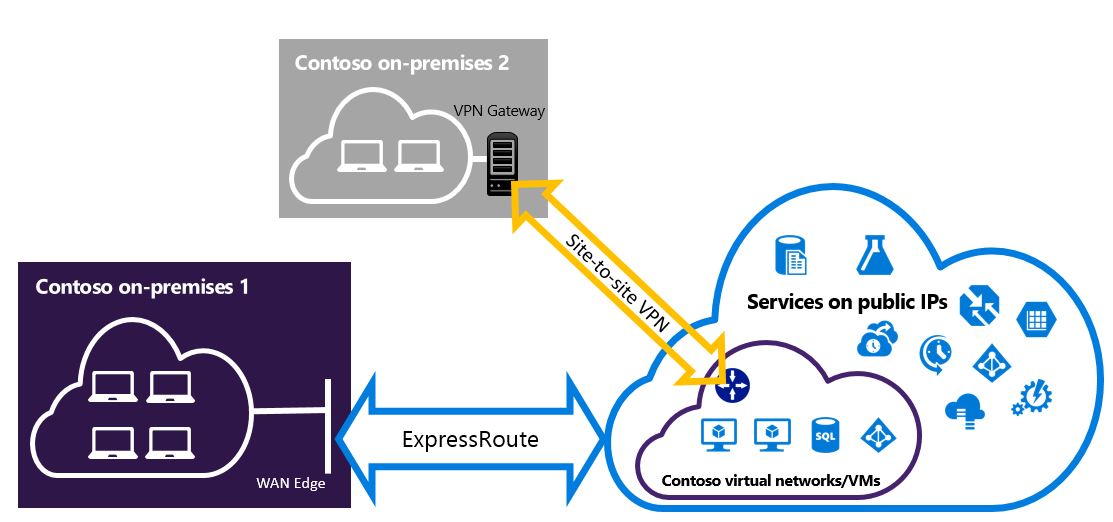 Contoso on-premises 2
VPN Gateway
Site-to-site VPN
Contoso on-premises 1
WAN Edge
ExpressRoute
Services on public IPs
SQL
Contoso virtual networks/VMs